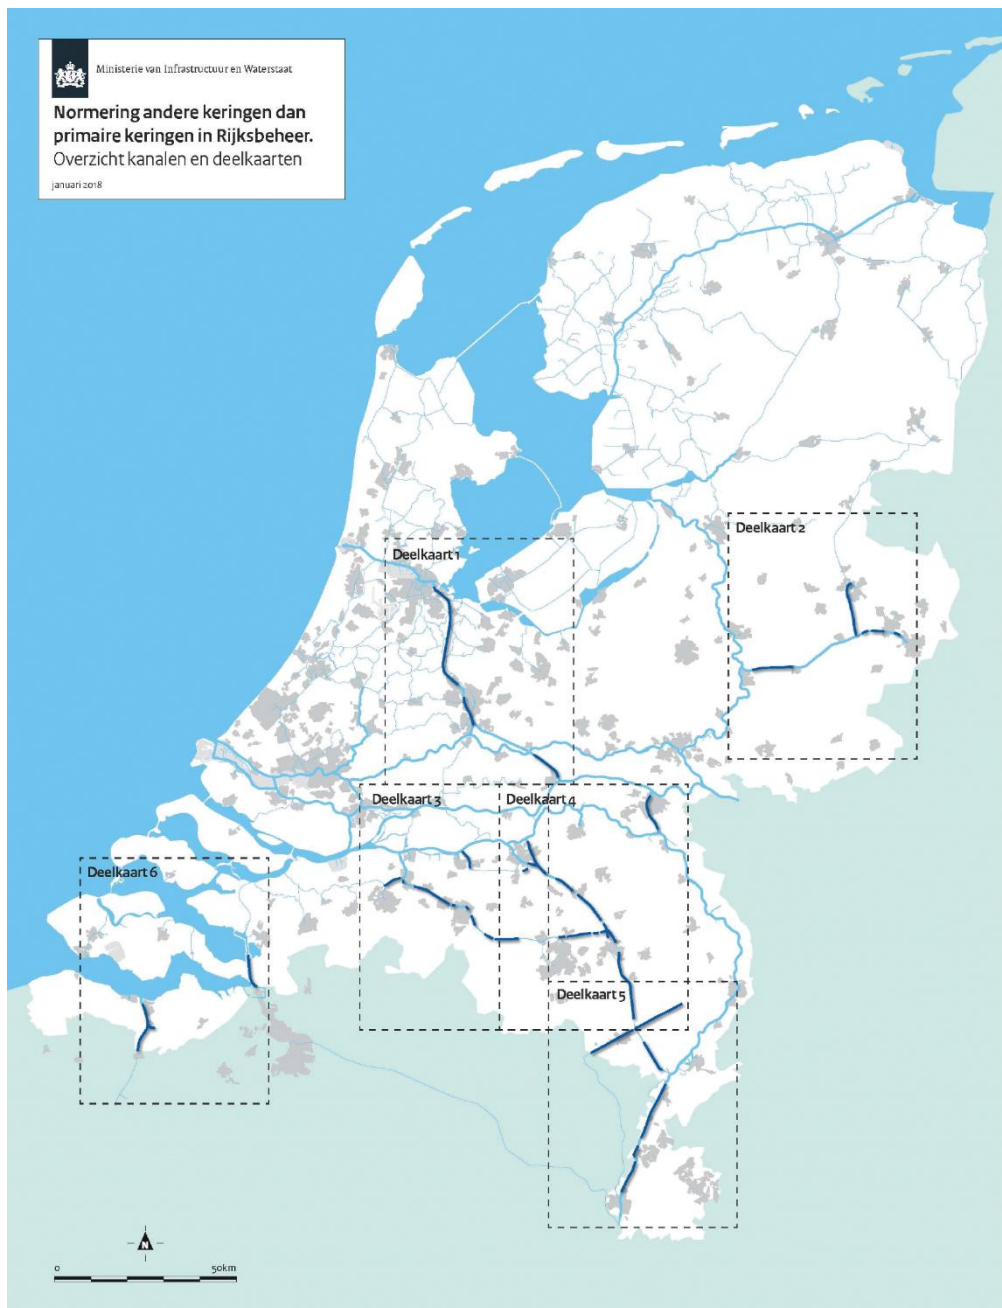 Ministerie van Infrastructuur en Waterstaat
Normering andere keringen dan
primaire keringen in Rijksbeheer.
Overzicht kanalen en deelkaarten
januari 2018
Deelkaart 2
Deelkaart 1
Deelkaart 3
Deelkaart 4
Deelkaart 6
Deelkaart 5
N
0
50km